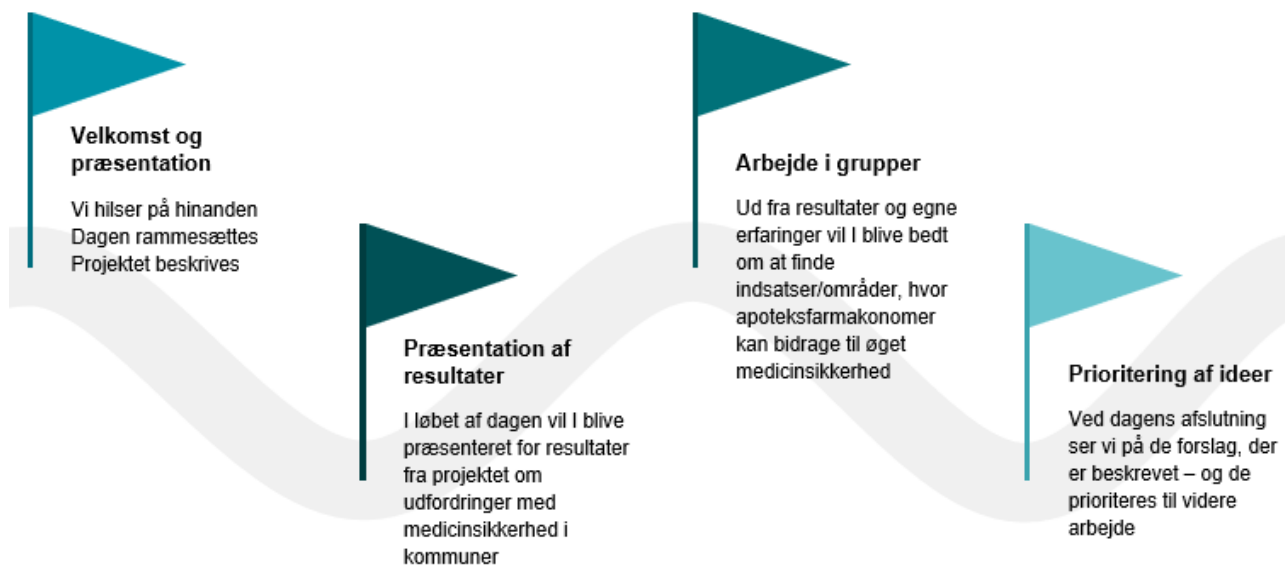 Velkomst og
præsentation
Vi hilser på hinanden
Dagen rammesættes
Projektet beskrives
Præsentation af
resultater
I løbet af dagen vil I blive
præsenteret for resultater
fra projektet om
udfordringer med
medicinsikkerhed i
kommuner
Arbejde i grupper
Ud fra resultater og egne
erfaringer vil I blive bedt
om at finde
indsatser/områder, hvor
apoteksfarmakonomer
kan bidrage til øget
medicinsikkerhed
Prioritering af ideer
Ved dagens afslutning
ser vi på de forslag, der
er beskrevet – og de
prioriteres til videre
arbejde